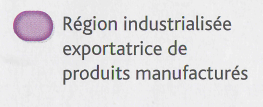 Région industrialisée
exportatrice de
produits manufacturés